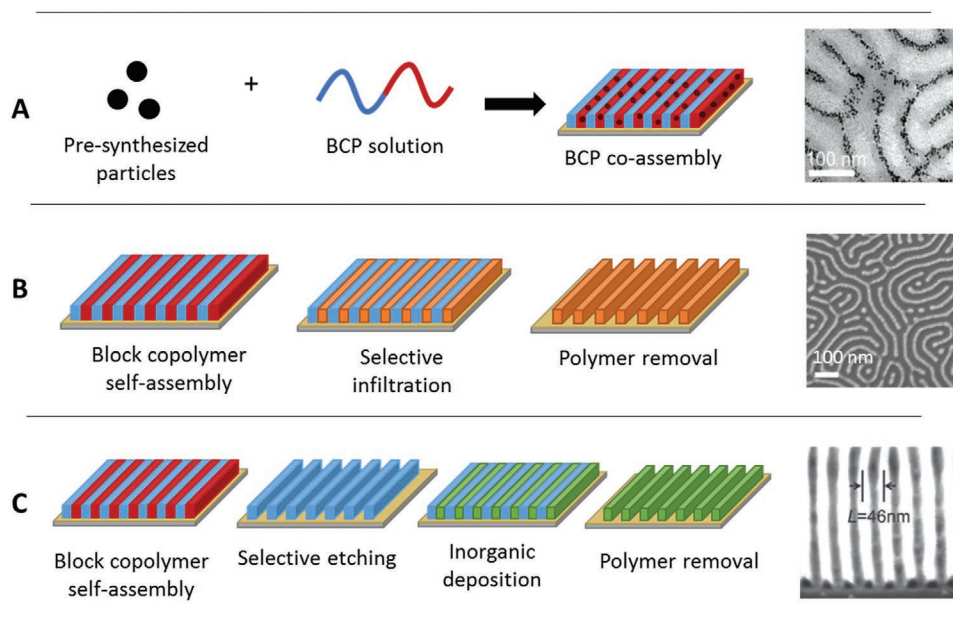 A
+
Pre-synthesized
particles
BCP solution
BCP co-assembly
100 nm
B
Block copolymer
self-assembly
Selective
infiltration
Polymer removal
100 nm
C
L=46nm
Block copolymer
self-assembly
Selective etching
Inorganic
deposition
Polymer removal